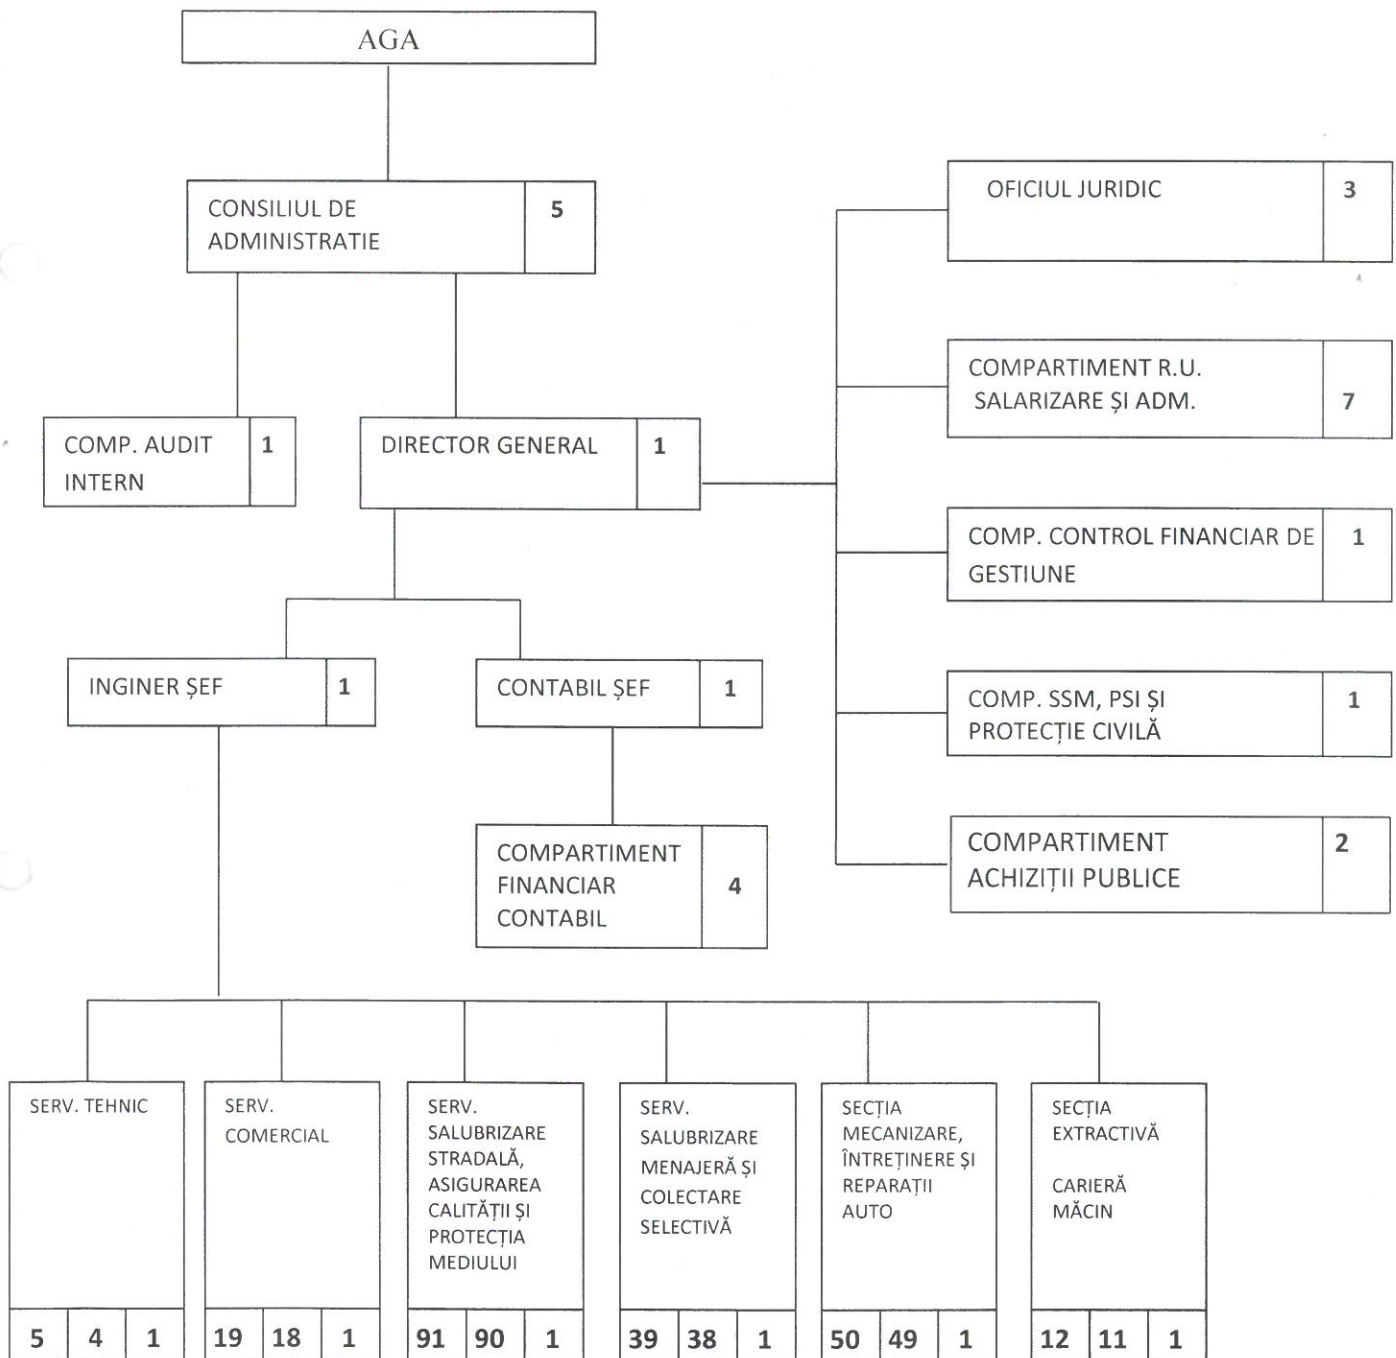 AGA
CONSILIUL DE
ADMINISTRATIE
5
OFICIUL JURIDIC
3
COMPARTIMENT R.U.
SALARIZARE ȘI ADM.
7
COMP. AUDIT
INTERN
1
DIRECTOR GENERAL
1
COMP. CONTROL FINANCIAR DE
GESTIUNE
1
INGINER ȘEF
1
CONTABIL ȘEF
1
COMP. SSM, PSI ȘI
PROTECȚIE CIVILĂ
1
COMPARTIMENT
FINANCIAR
CONTABIL
4
COMPARTIMENT
ACHIZIȚII PUBLICE
2
SERV. TEHNIC
5 4 1
SERV.
COMERCIAL
19 18 1
SERV.
SALUBRIZARE
STRADALĂ,
ASIGURAREA
CALITĂȚII ȘI
PROTECȚIA
MEDIULUI
91 90 1
SERV.
SALUBRIZARE
MENAJERĂ ȘI
COLECTARE
SELECTIVĂ
39 38 1
SECȚIA
MECANIZARE,
ÎNTREȚINERE ȘI
REPARAȚII
AUTO
50 49 1
SECȚIA
EXTRACTIVĂ
CARIERĂ
MĂCIN
12 11 1